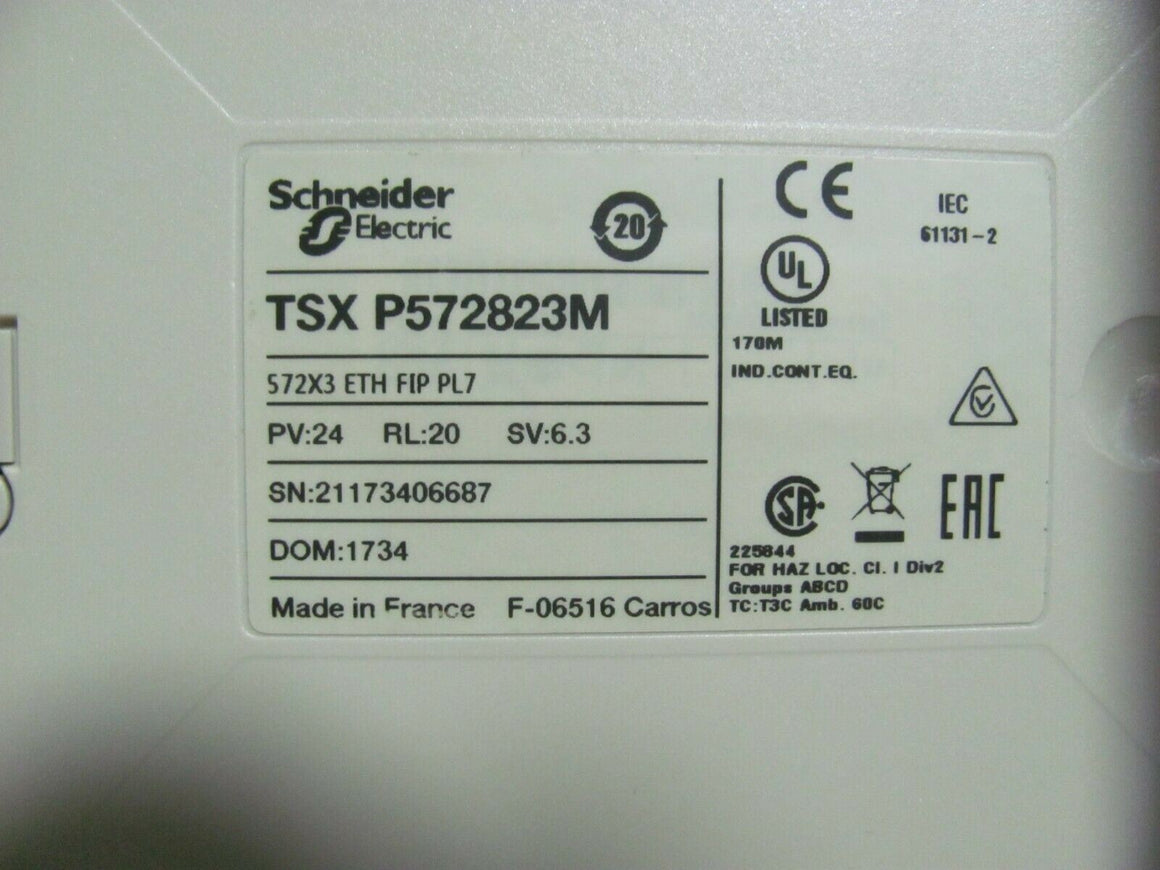 Schneider
Electric
20
TSX P572823M
572X3 ETH FIP PL7
PV:24 RL:20 SV:6.3
SN:21173406687
DOM:1734
Made in France F-06516 Carros
CE
IEC
61131-2
UL
LISTED
170M
IND.CONT.EQ.
SA
EAC
225844
FOR HAZ LOC. Cl. I Div2
Groups ABCD
TC:T3C Amb. 60C